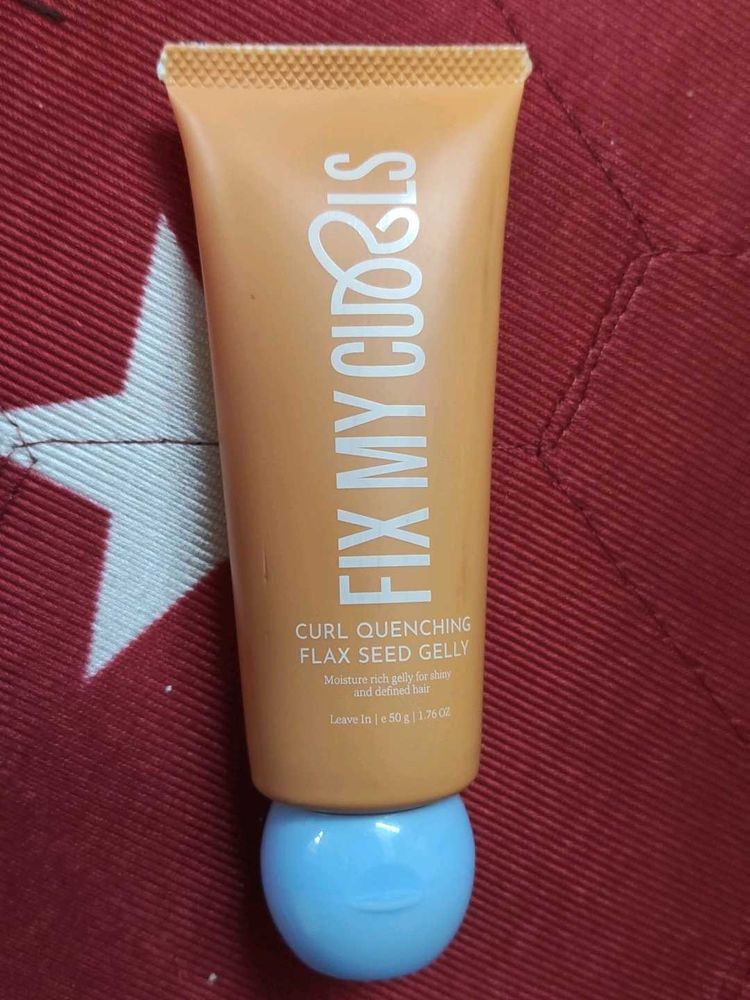 FIX MY CURLS
CURL QUENCHING
FLAX SEED GELLY
Moisture rich gelly for shiny
and defined hair
Leave In | e 50 g | 1.76 OZ